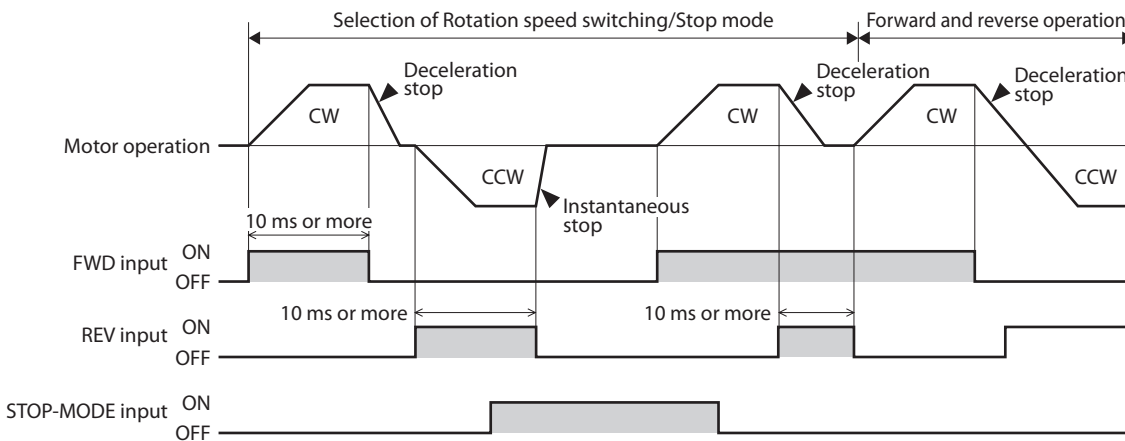 Selection of Rotation speed switching/Stop mode
Forward and reverse operation
Deceleration
stop
Deceleration
stop
Deceleration
stop
CW
CW
CW
Motor operation
CCW
CCW
Instantaneous
stop
10 ms or more
FWD input
ON
OFF
10 ms or more
10 ms or more
REV input
ON
OFF
STOP-MODE input
ON
OFF